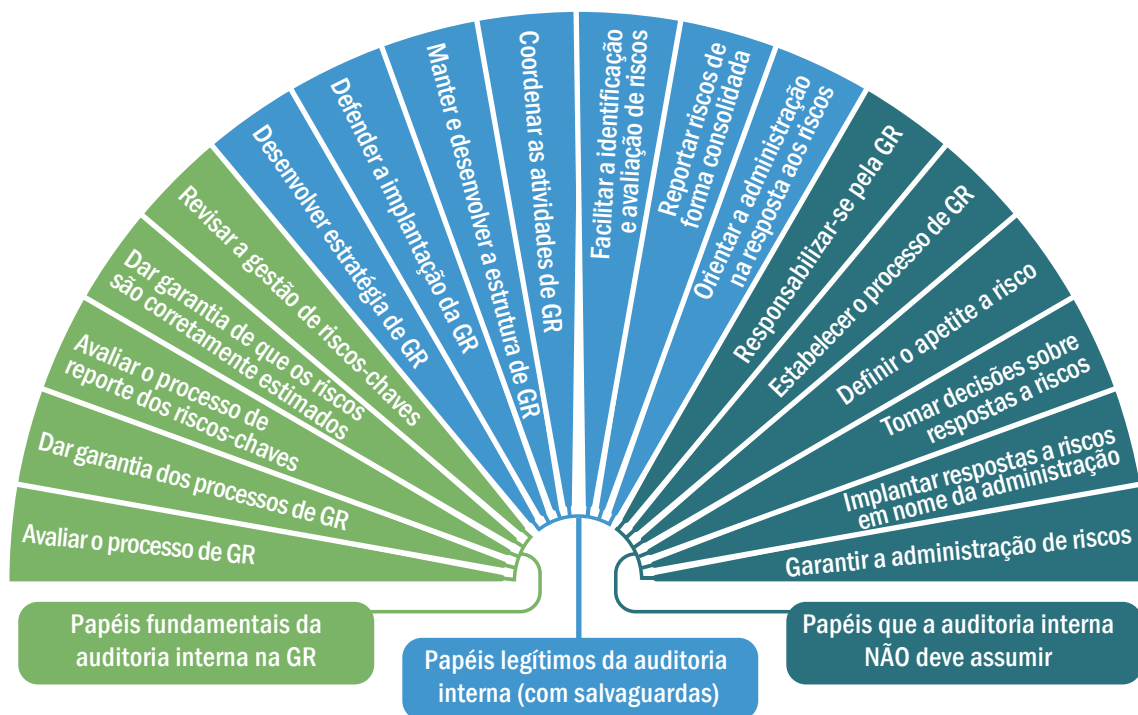 Avaliar o processo de GR
Dar garantia dos processos de GR
Avaliar o processo de
reporte dos riscos-chaves
Dar garantia de que os riscos
são corretamente estimados
Revisar a gestão de riscos-chaves
Desenvolver estratégia de GR
Defender a implantação da GR
Manter e desenvolver a estrutura de GR
Coordenar as atividades de GR
Facilitar a identificação
e avaliação de riscos
Reportar riscos de
forma consolidada
Orientar a administração
na resposta aos riscos
Responsabilizar-se pela GR
Estabelecer o processo de GR
Definir o apetite a risco
Tomar decisões sobre
respostas a riscos
Implantar respostas a riscos
em nome da administração
Garantir a administração de riscos
Papéis fundamentais da
auditoria interna na GR
Papéis legítimos da auditoria
interna (com salvaguardas)
Papéis que a auditoria interna
NÃO deve assumir